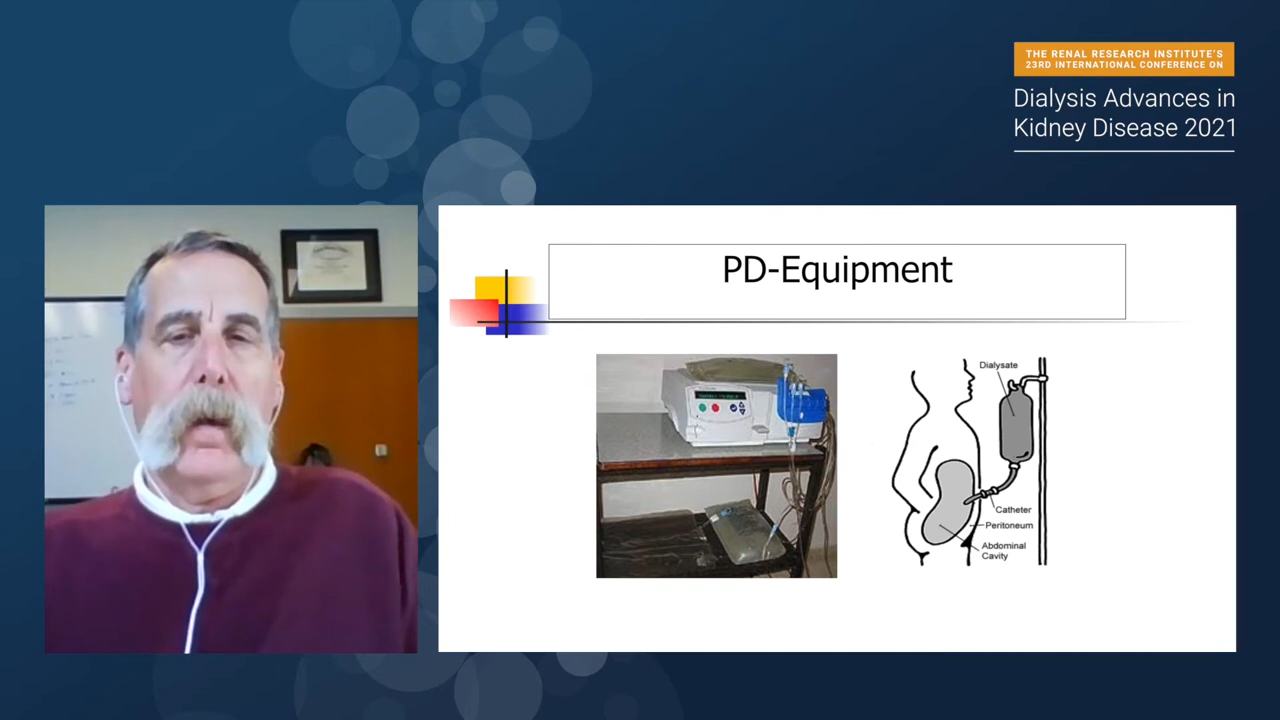 THE RENAL RESEARCH INSTITUTE'S
23RD INTERNATIONAL CONFERENCE ON
Dialysis Advances in
Kidney Disease 2021
PD-Equipment
Dialysate
Catheter
Peritoneum
Abdominal
Cavity